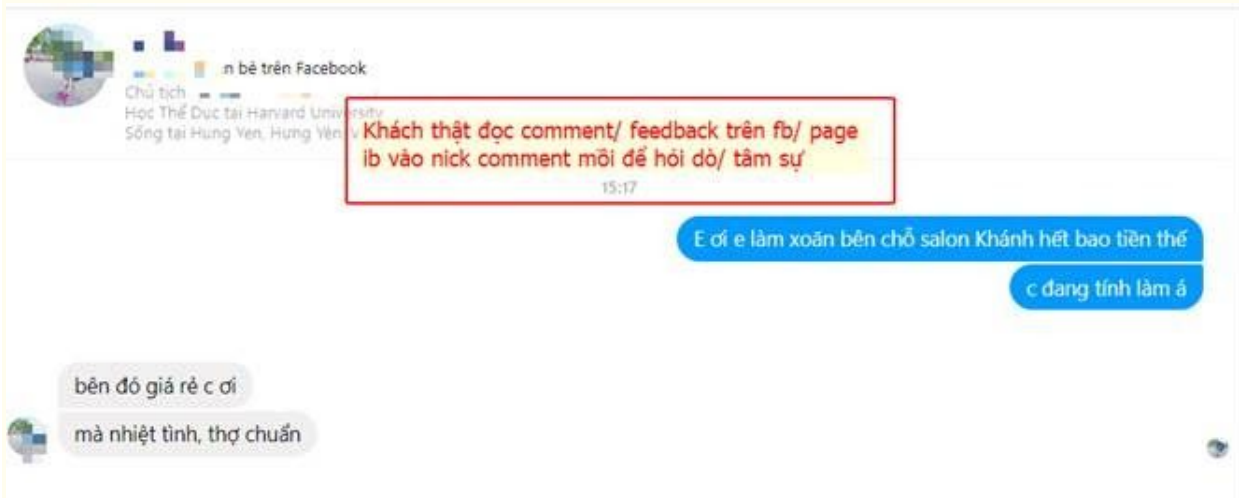 n bè trên Facebook
Chủ tịch
Học Thể Dục tại Harvard University
Sống tại Hung Yen, Hưng Yên, V
Khách thật đọc comment/ feedback trên fb/ page
ib vào nick comment mồi để hỏi dò/ tâm sự
15:17
E ơi e làm xoăn bên chỗ salon Khánh hết bao tiền thế
c đang tính làm á
bên đó giá rẻ c ơi
mà nhiệt tình, thợ chuẩn